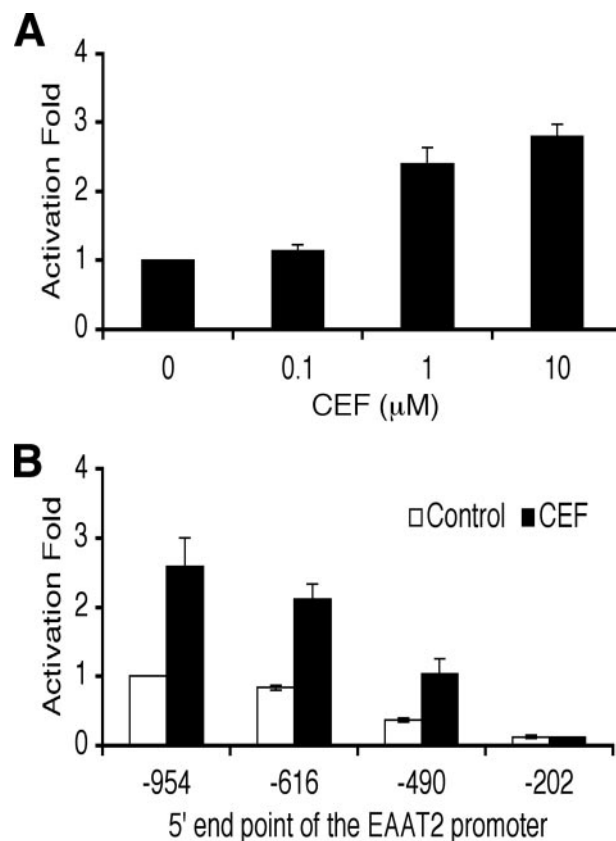 A
Activation Fold
4
3
2
1
0
0 0.1 1 10
CEF (μM)
B
Activation Fold
4
3
2
1
0
Control CEF
-954 -616 -490 -202
5' end point of the EAAT2 promoter